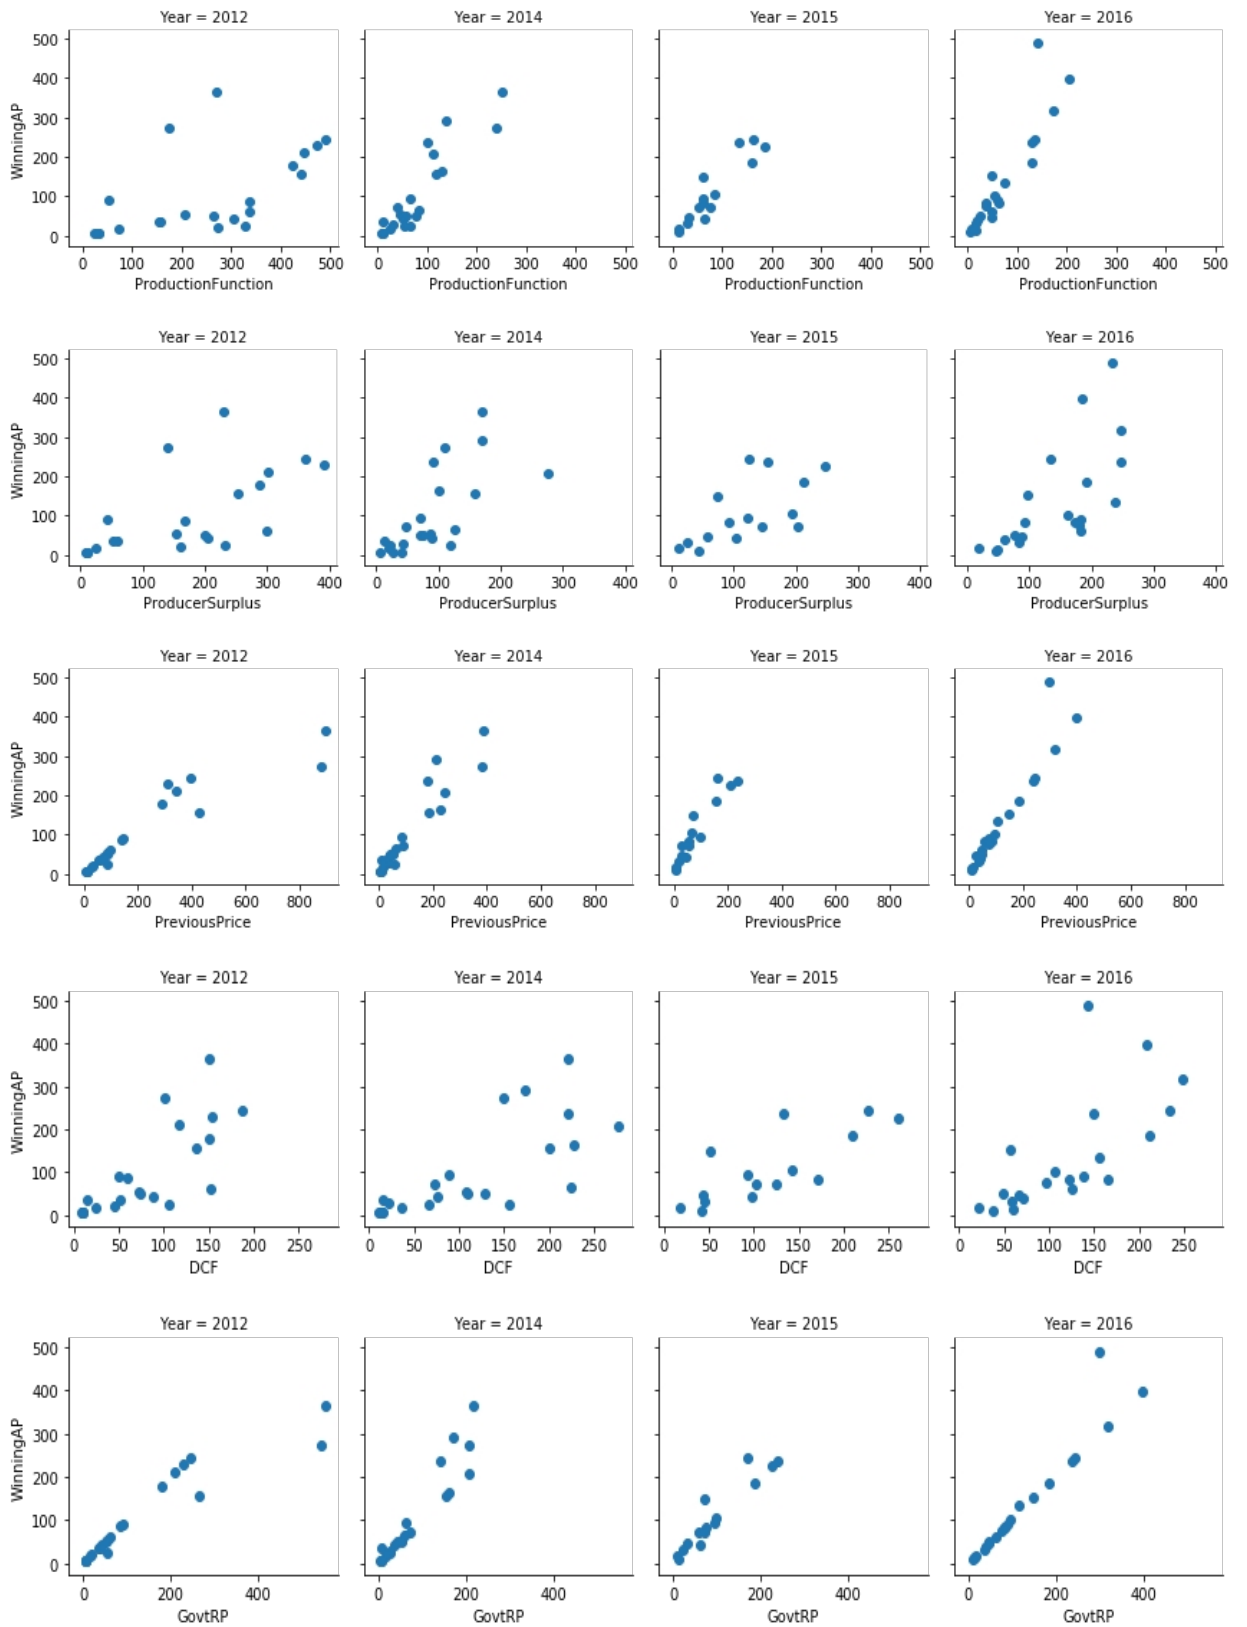 Year = 2012 Year = 2014 Year = 2015 Year = 2016
500
400
300
200
100
0
WinningAP
0 100 200 300 400 500 0 100 200 300 400 500 0 100 200 300 400 500 0 100 200 300 400 500
ProductionFunction ProductionFunction ProductionFunction ProductionFunction
Year = 2012 Year = 2014 Year = 2015 Year = 2016
500
400
300
200
100
0
WinningAP
0 100 200 300 400 0 100 200 300 400 0 100 200 300 400 0 100 200 300 400
ProducerSurplus ProducerSurplus ProducerSurplus ProducerSurplus
Year = 2012 Year = 2014 Year = 2015 Year = 2016
500
400
300
200
100
0
WinningAP
0 200 400 600 800 0 200 400 600 800 0 200 400 600 800 0 200 400 600 800
PreviousPrice PreviousPrice PreviousPrice PreviousPrice
Year = 2012 Year = 2014 Year = 2015 Year = 2016
500
400
300
200
100
0
WinningAP
0 50 100 150 200 250 0 50 100 150 200 250 0 50 100 150 200 250 0 50 100 150 200 250
DCF DCF DCF DCF
Year = 2012 Year = 2014 Year = 2015 Year = 2016
500
400
300
200
100
0
WinningAP
0 200 400 0 200 400 0 200 400 0 200 400
GovtRP GovtRP GovtRP GovtRP